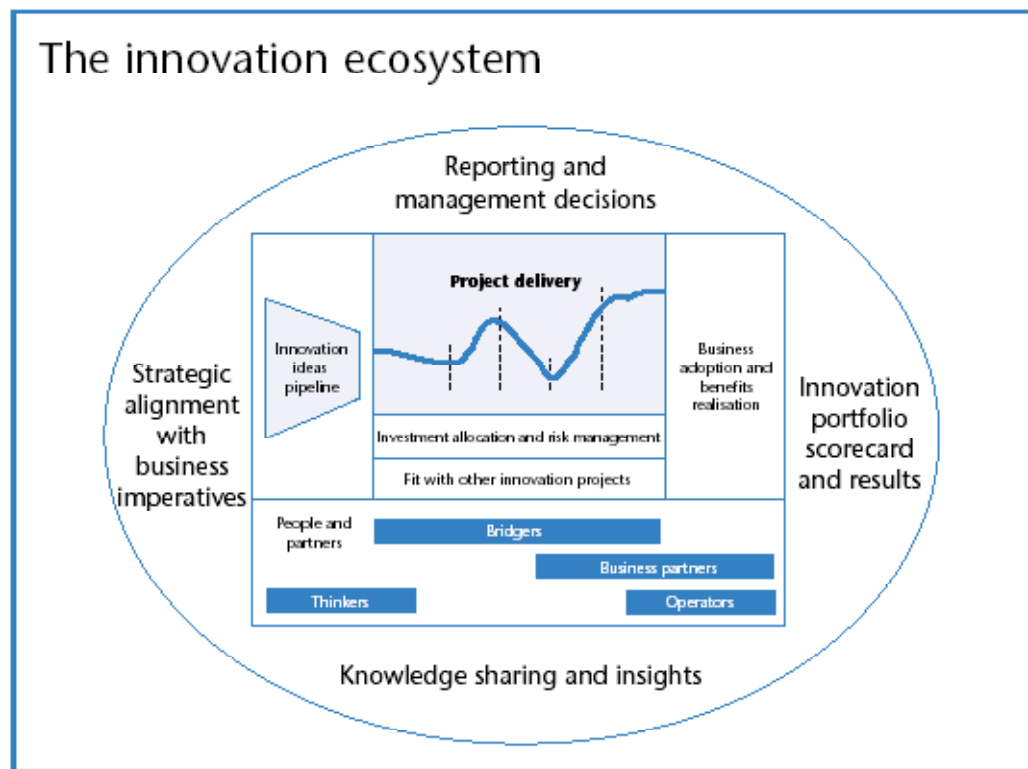 The innovation ecosystem
Reporting and
management decisions
Strategic
alignment
with
business
imperatives
Innovation
ideas
pipeline
Project delivery
Investment allocation and risk management
Fit with other innovation projects
Business
adoption and
benefits
realisation
Innovation
portfolio
scorecard
and results
People and
partners
Bridgers
Business partners
Thinkers
Operators
Knowledge sharing and insights